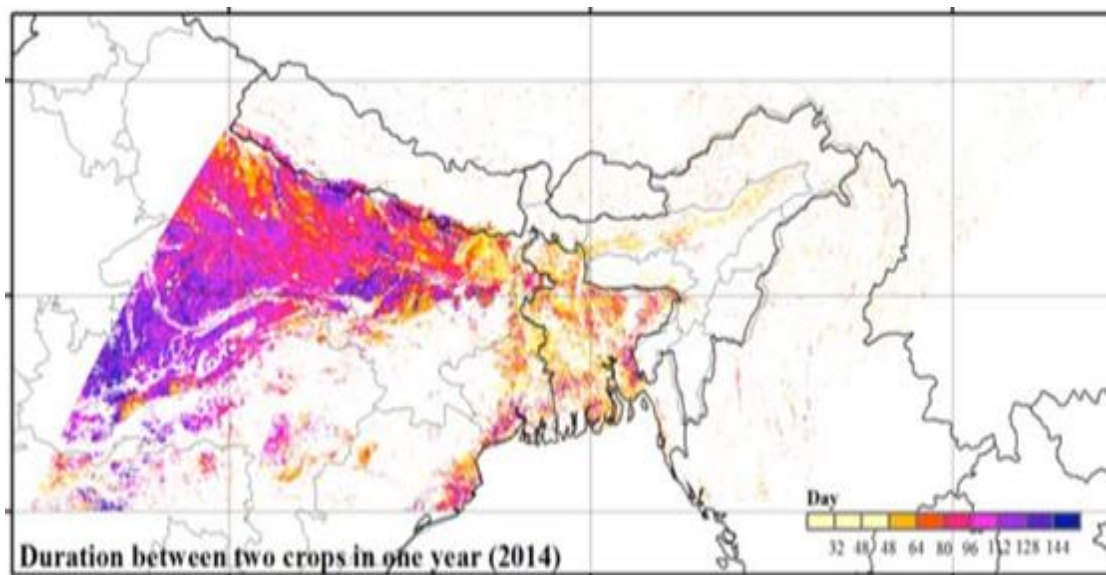 Day
32 48 48 64 80 96 112 128 144
Duration between two crops in one year (2014)